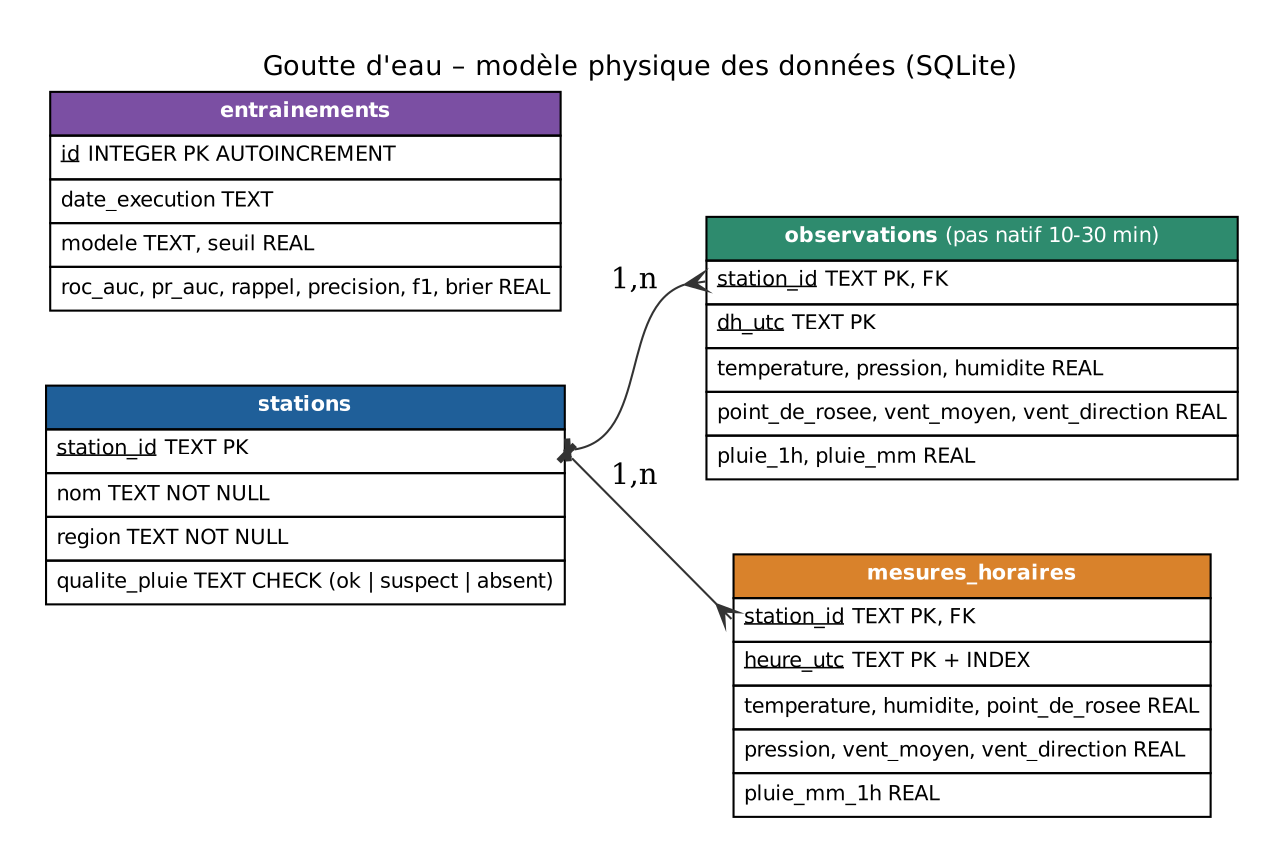 Goutte d'eau – modèle physique des données (SQLite)
entrainements
id INTEGER PK AUTOINCREMENT
date_execution TEXT
modele TEXT, seuil REAL
roc_auc, pr_auc, rappel, precision, f1, brier REAL
stations
station_id TEXT PK
nom TEXT NOT NULL
region TEXT NOT NULL
qualite_pluie TEXT CHECK (ok | suspect | absent)
1,n
1,n
observations (pas natif 10-30 min)
station_id TEXT PK, FK
dh_utc TEXT PK
temperature, pression, humidite REAL
point_de_rosee, vent_moyen, vent_direction REAL
pluie_1h, pluie_mm REAL
mesures_horaires
station_id TEXT PK, FK
heure_utc TEXT PK + INDEX
temperature, humidite, point_de_rosee REAL
pression, vent_moyen, vent_direction REAL
pluie_mm_1h REAL